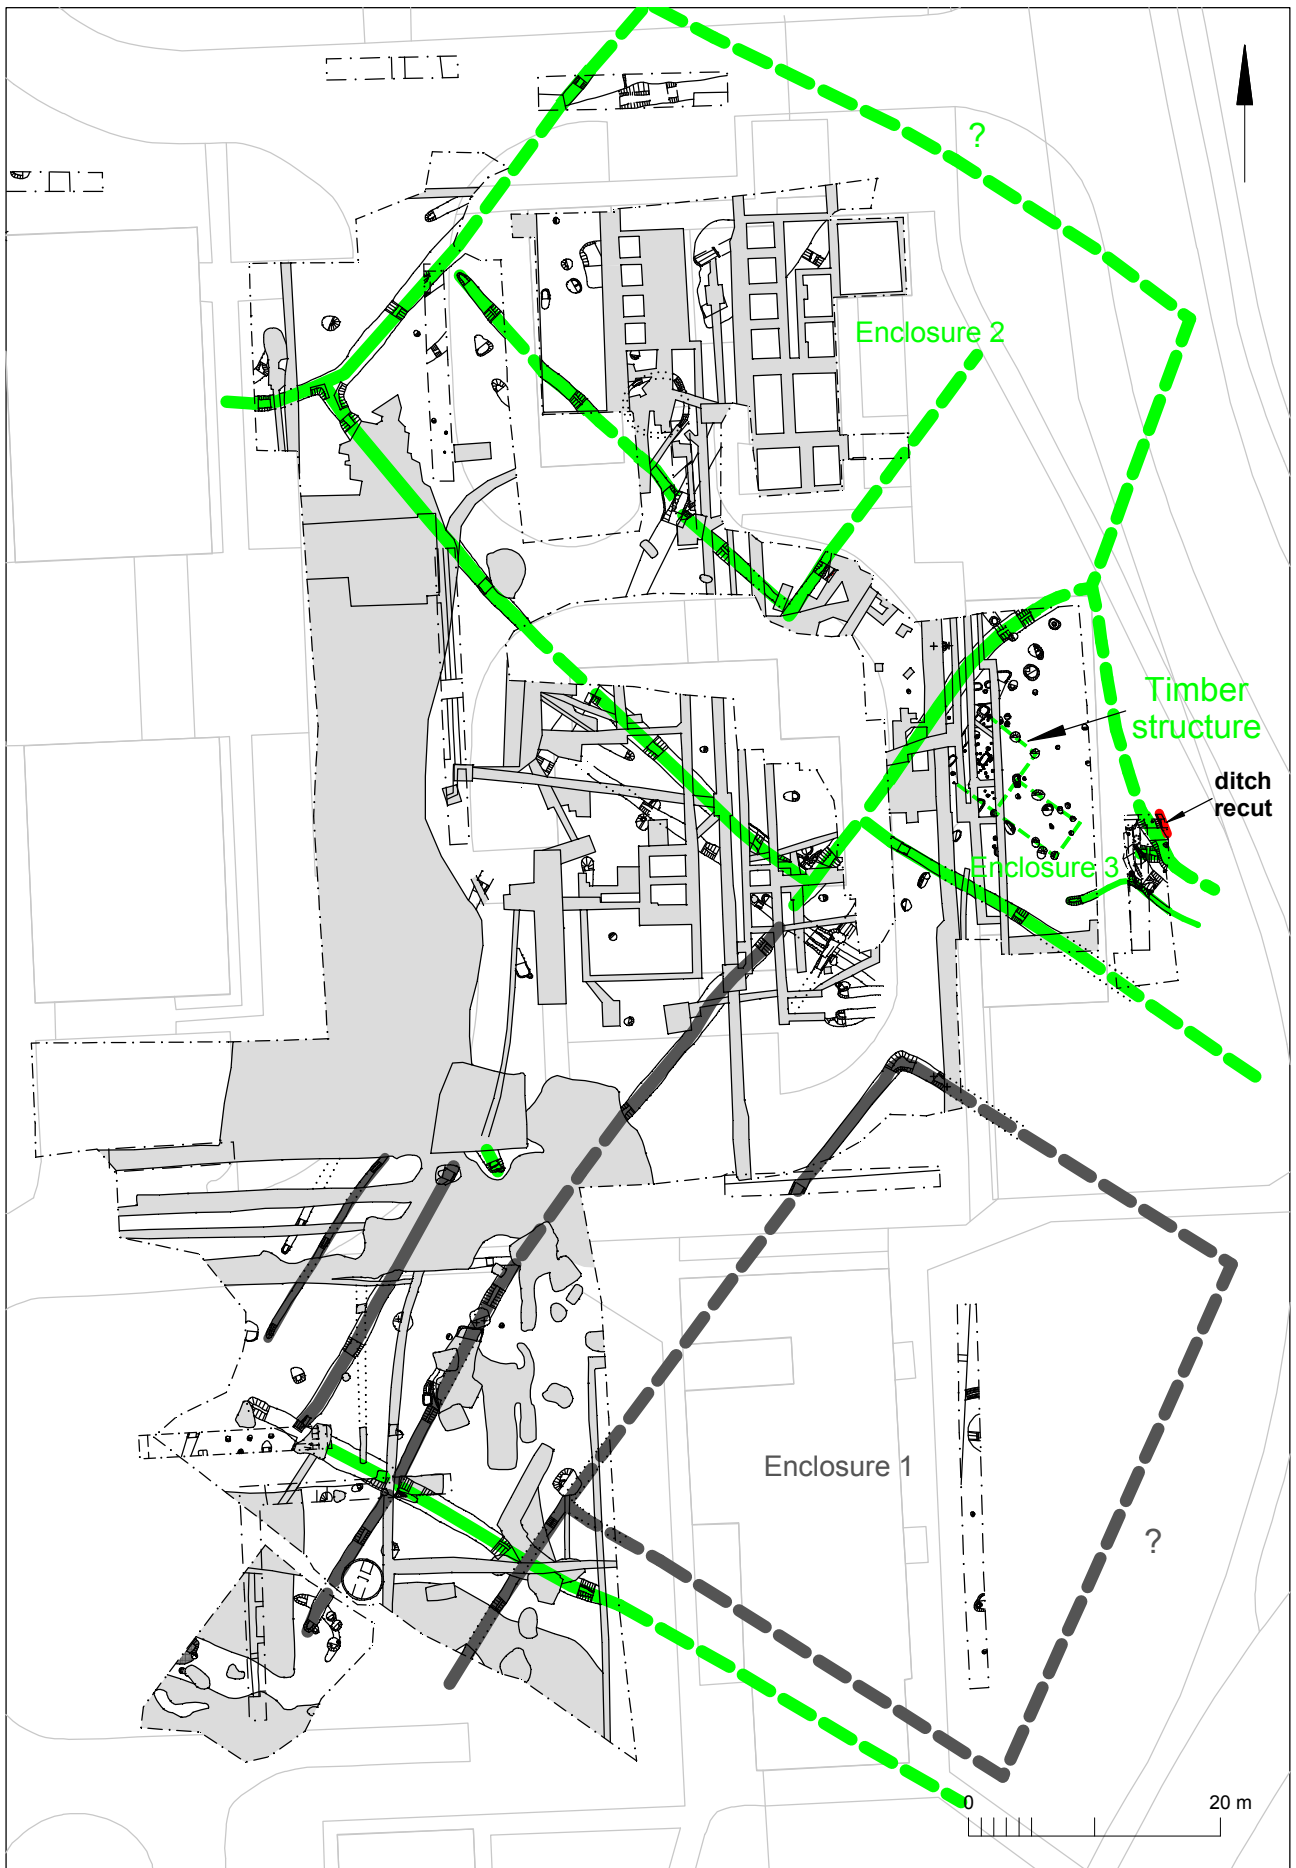 ?
Enclosure 2
Timber
structure
ditch
recut
Enclosure 3
Enclosure 1
?
0
20 m